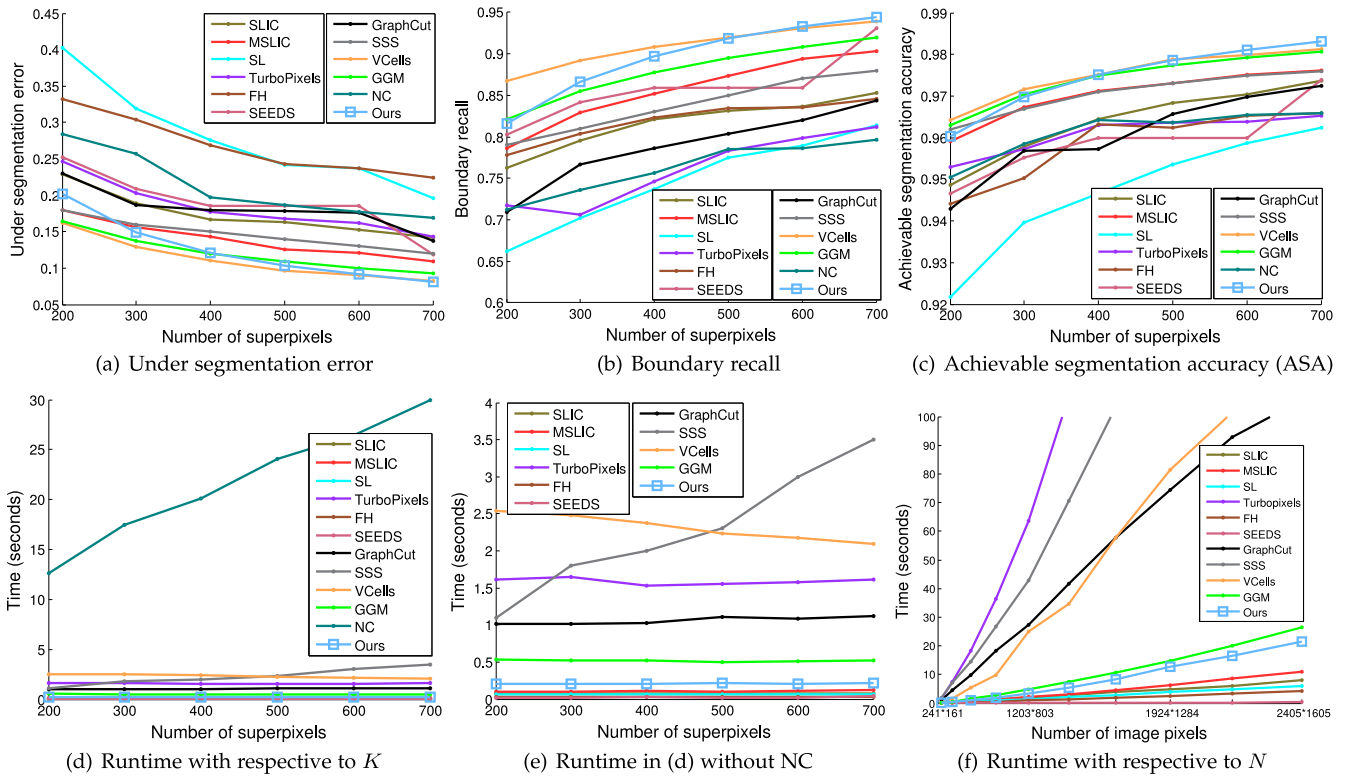 0.45
0.4
0.35
0.3
0.25
0.2
0.15
0.1
0.05
200 300 400 500 600 700
Under segmentation error
Number of superpixels
SLIC
MSLIC
SL
TurboPixels
FH
SEEDS
GraphCut
SSS
VCells
GGM
NC
Ours
(a) Under segmentation error
0.95
0.9
0.85
0.8
0.75
0.7
0.65
0.6
200 300 400 500 600 700
Boundary recall
Number of superpixels
SLIC
MSLIC
SL
TurboPixels
FH
SEEDS
GraphCut
SSS
VCells
GGM
NC
Ours
(b) Boundary recall
0.99
0.98
0.97
0.96
0.95
0.94
0.93
0.92
200 300 400 500 600 700
Achievable segmentation accuracy
Number of superpixels
SLIC
MSLIC
SL
TurboPixels
FH
SEEDS
GraphCut
SSS
VCells
GGM
NC
Ours
(c) Achievable segmentation accuracy (ASA)
30
25
20
15
10
5
0
200 300 400 500 600 700
Time (seconds)
Number of superpixels
SLIC
MSLIC
SL
TurboPixels
FH
SEEDS
GraphCut
SSS
VCells
GGM
NC
Ours
(d) Runtime with respective to K
4
3.5
3
2.5
2
1.5
1
0.5
0
200 300 400 500 600 700
Time (seconds)
Number of superpixels
SLIC
MSLIC
SL
TurboPixels
FH
SEEDS
GraphCut
SSS
VCells
GGM
Ours
(e) Runtime in (d) without NC
100
90
80
70
60
50
40
30
20
10
0
241*161 1203*803 1924*1284 2405*1605
Time (seconds)
Number of image pixels
SLIC
MSLIC
SL
Turbopixels
FH
SEEDS
GraphCut
SSS
VCells
GGM
Ours
(f) Runtime with respective to N